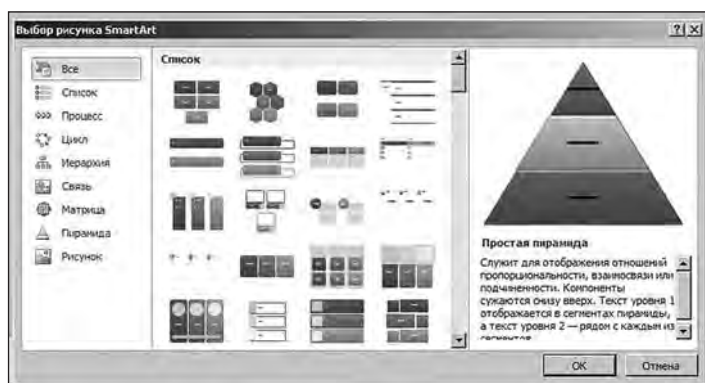 Выбор рисунка SmartArt
Все
Список
Процесс
Цикл
Иерархия
Связь
Матрица
Пирамида
Рисунок
Список
Простая пирамида
Служит для отображения отношений
пропорциональности, взаимосвязи или
подчиненности. Компоненты
сужаются снизу вверх. Текст уровня 1
отображается в сегментах пирамиды,
а текст уровня 2 — рядом с каждым из
сегментов.
ОК
Отмена